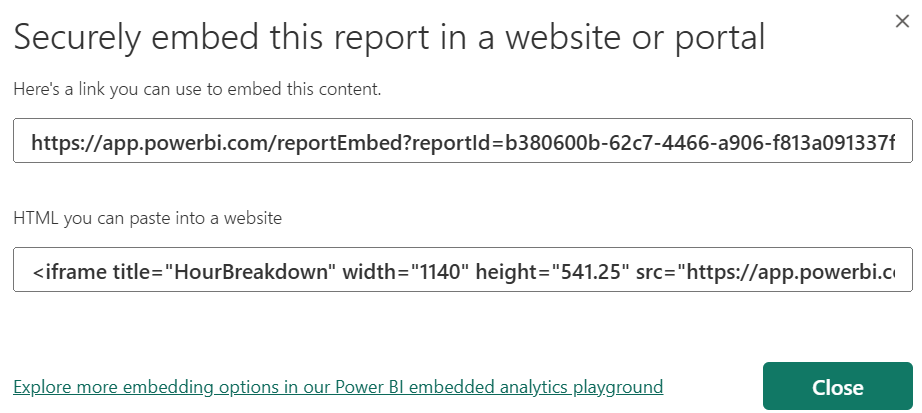 Securely embed this report in a website or portal
Here's a link you can use to embed this content.
https://app.powerbi.com/reportEmbed?reportId=b380600b-62c7-4466-a906-f813a091337f
HTML you can paste into a website
<iframe title="HourBreakdown" width="1140" height="541.25" src="https://app.powerbi.c
Explore more embedding options in our Power BI embedded analytics playground
Close